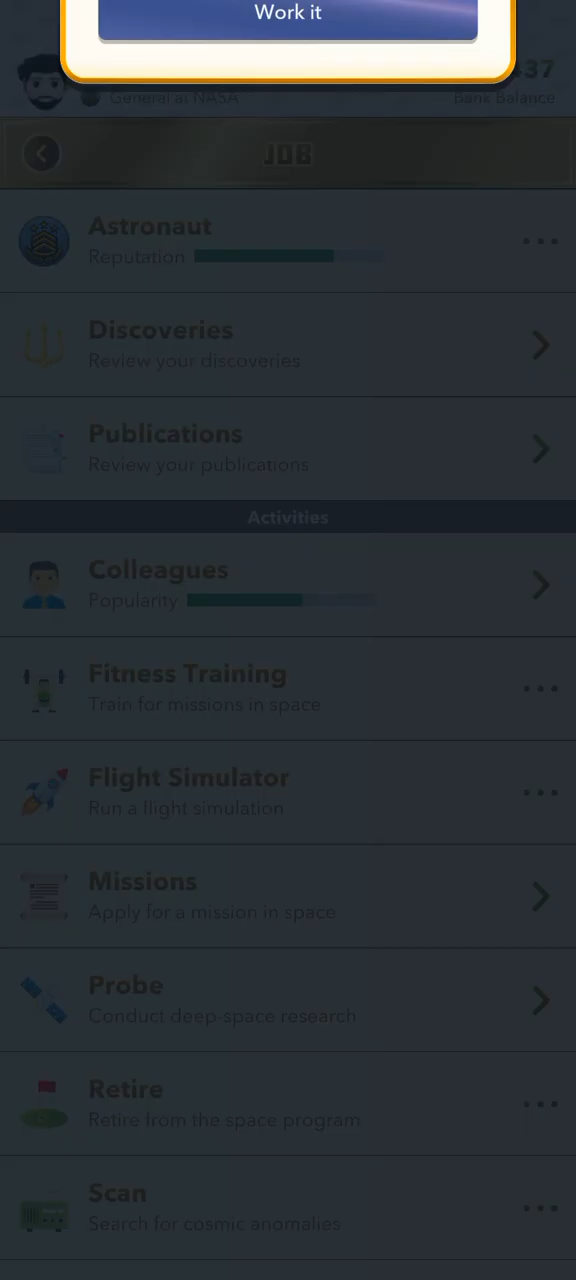 Work it
37
General at NASA
Bank Balance
JOB
Astronaut
Reputation
Discoveries
Review your discoveries
Publications
Review your publications
Activities
Colleagues
Popularity
Fitness Training
Train for missions in space
Flight Simulator
Run a flight simulation
Missions
Apply for a mission in space
Probe
Conduct deep-space research
Retire
Retire from the space program
Scan
Search for cosmic anomalies